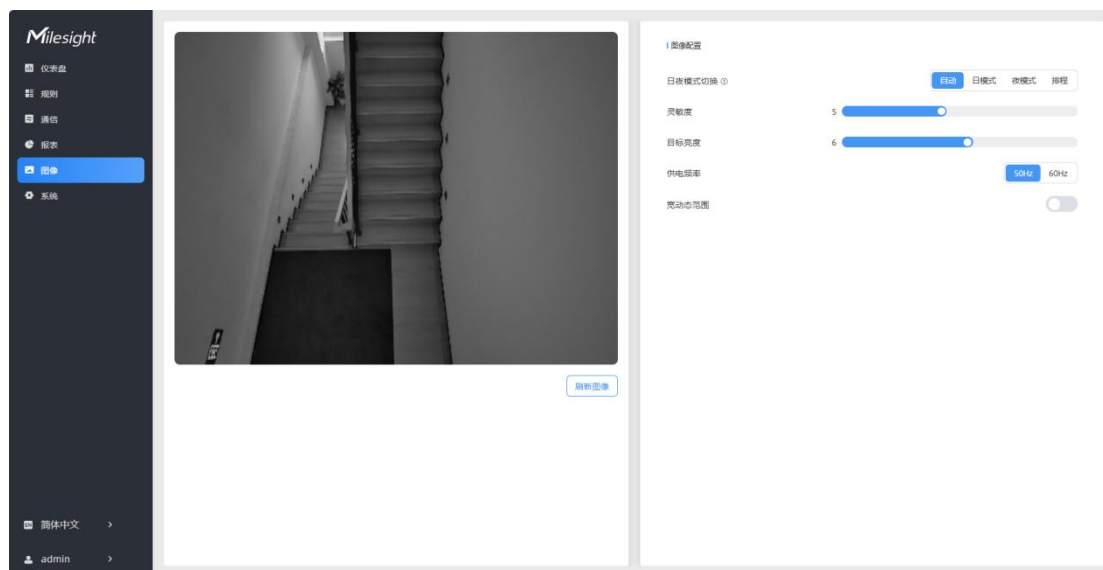 Milesight
仪表盘
规则
通信
报表
图像
系统
简体中文
admin
刷新图像
图像配置
日夜模式切换
自动 日模式 夜模式 排程
灵敏度 5
目标亮度 6
供电频率 50Hz 60Hz
宽动态范围